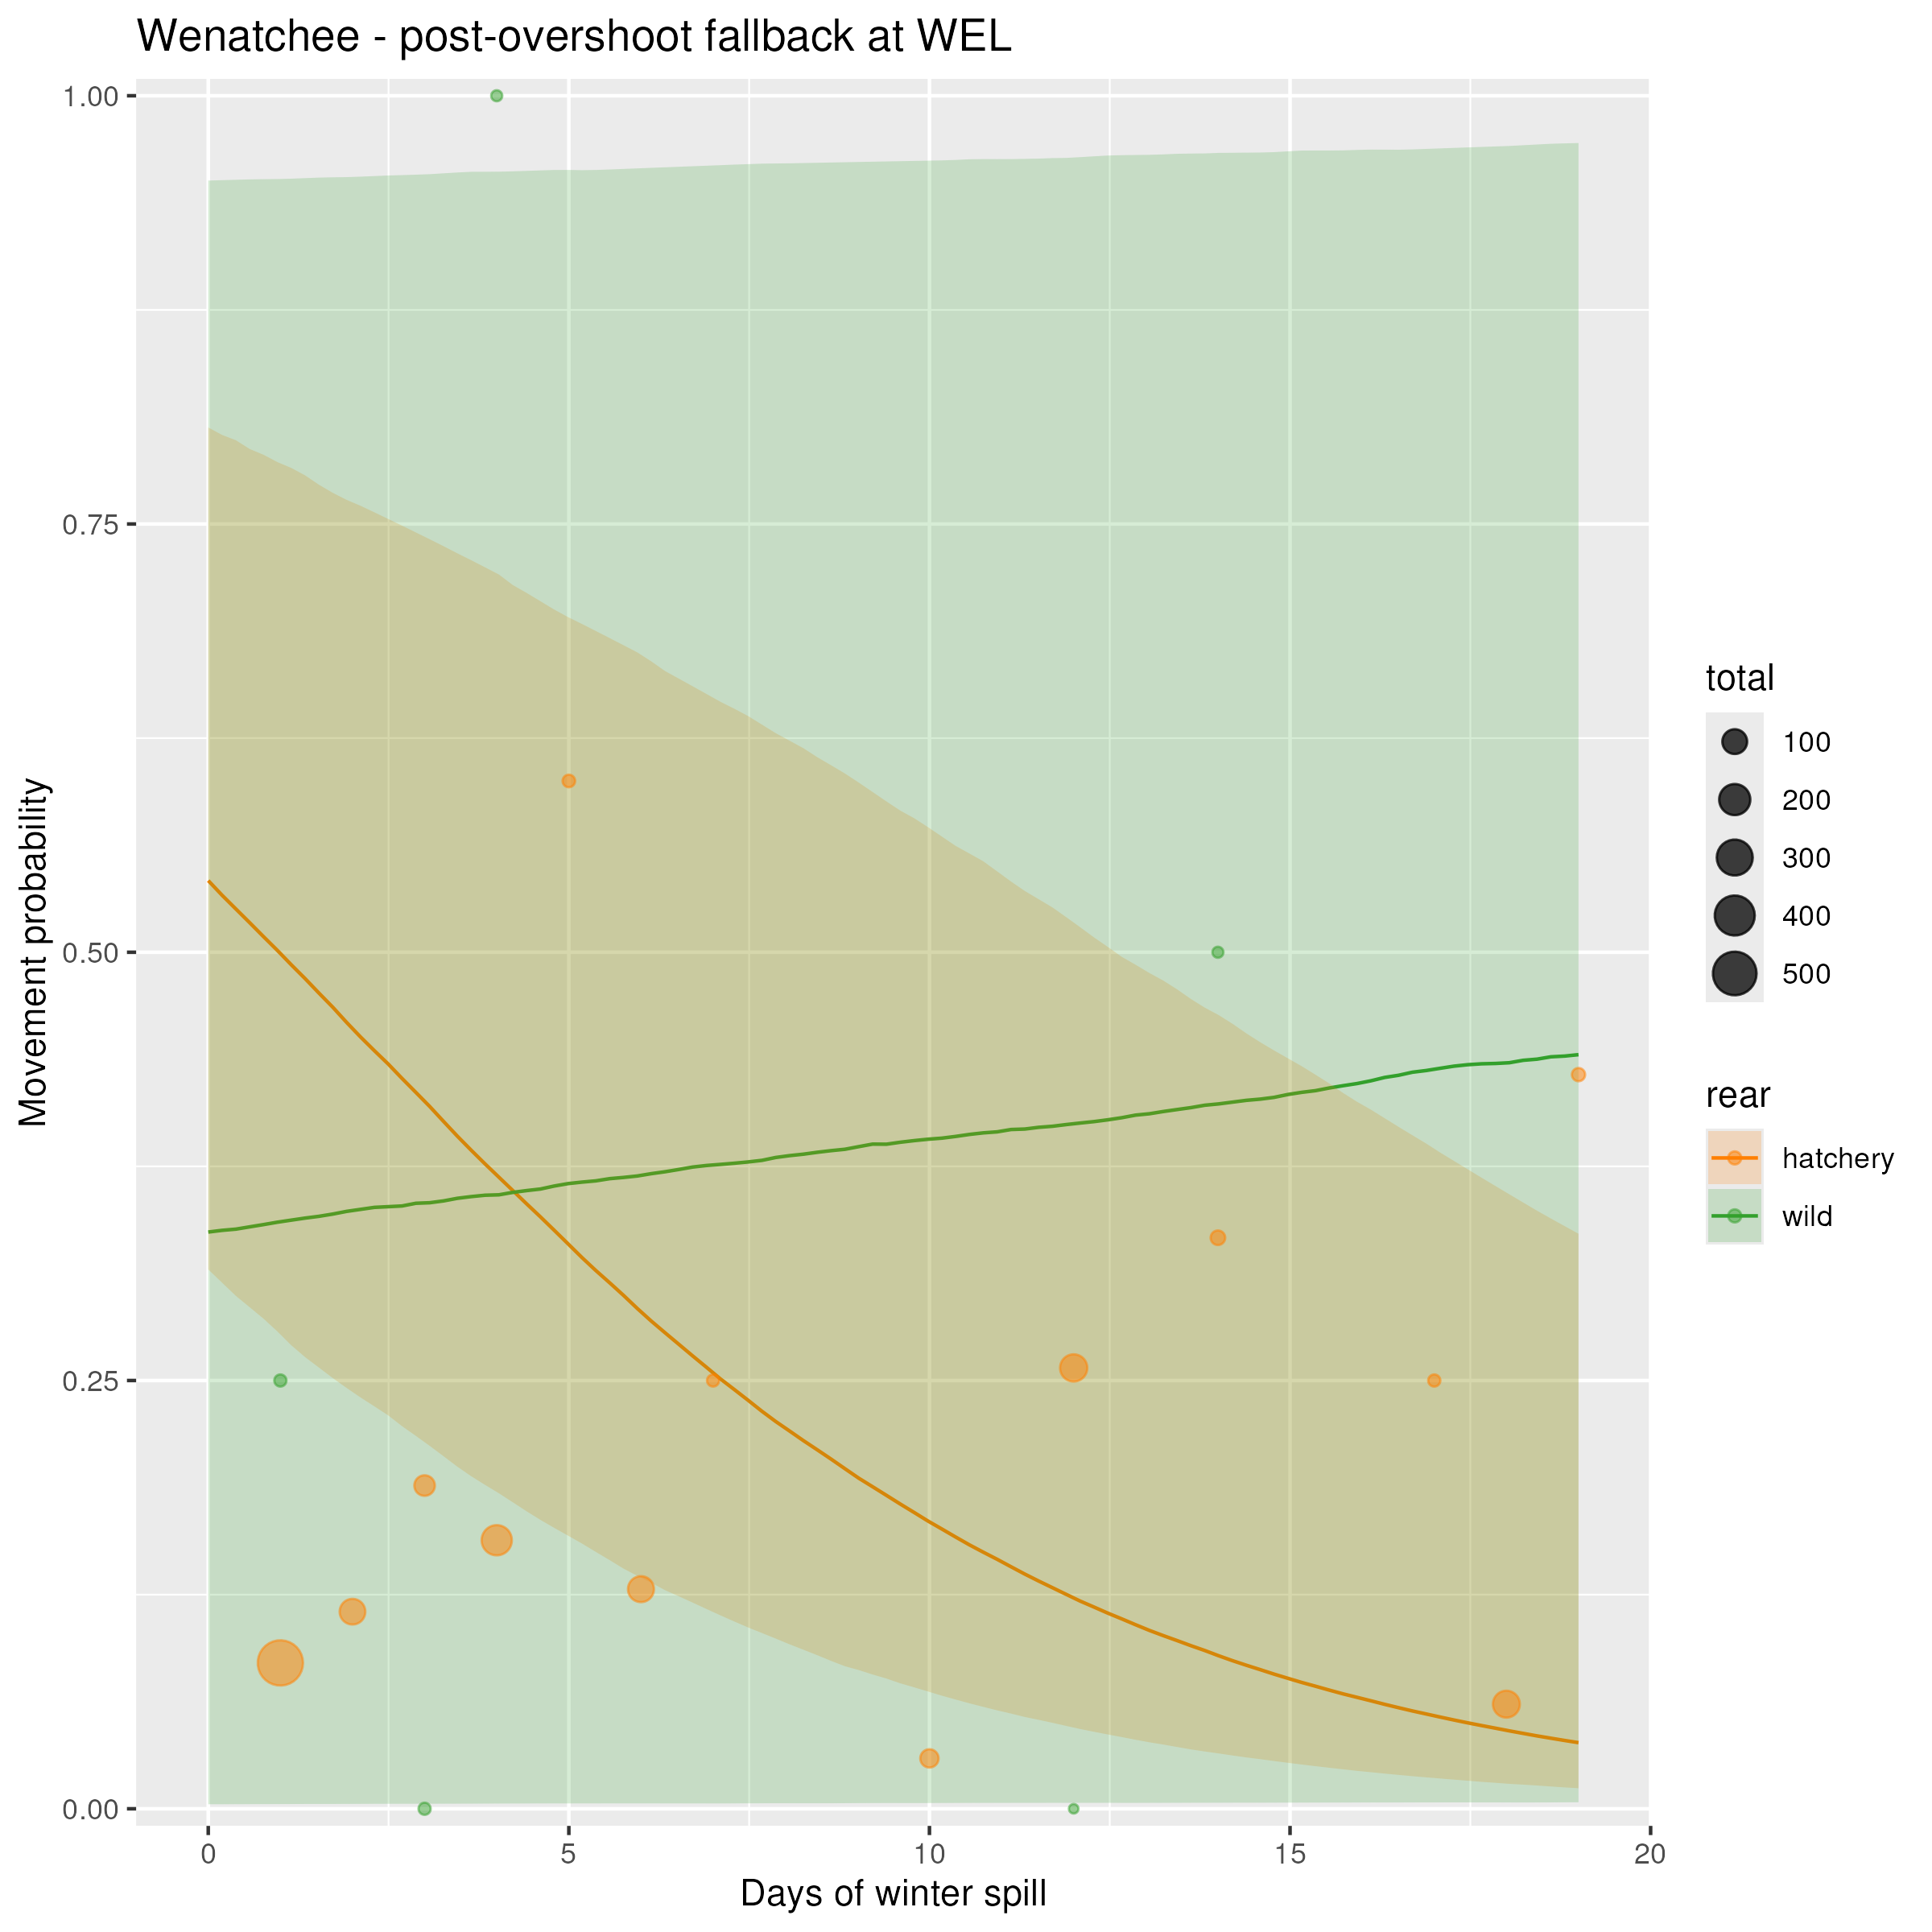 Wenatchee - post-overshoot fallback at WEL
1.00
0.75
0.50
0.25
0.00
Movement probability
0
5
10
15
20
Days of winter spill
total
100
200
300
400
500
rear
hatchery
wild